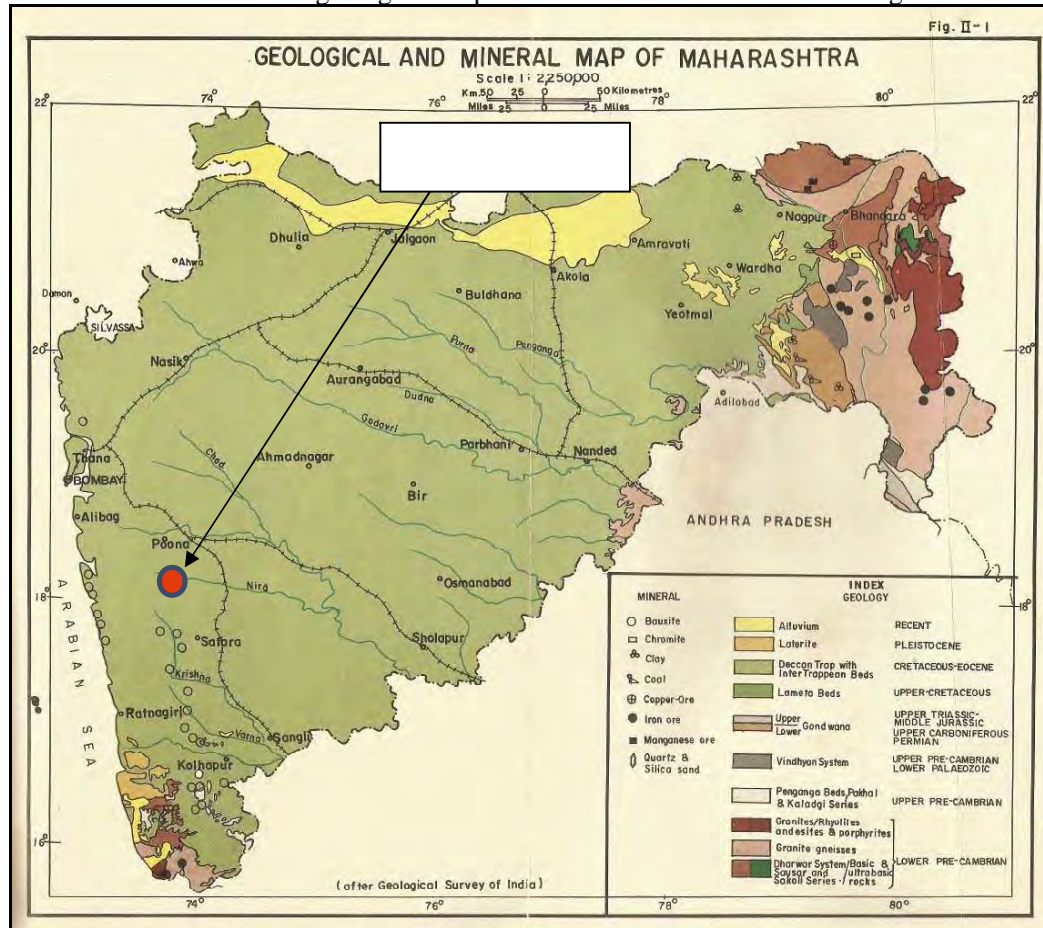 Fig. II-1
GEOLOGICAL AND MINERAL MAP OF MAHARASHTRA
Scale 1: 2,250,000
Km. 50 25 0 50 Kilometres
Miles 25 0 25 Miles
74° 76° 78° 80°
22° 22°
Dhulia
Jalgaon
Ahwa
Akola
Amravati
Nagpur
Bhandara
Wardha
Buldhana
Yeotmal
Daman
SILVASSA
20° 20°
Nasik
Aurangabad
Purna
Penganga
Dudna
Godavri
Adilabad
Parbhani
Nanded
Thana
BOMBAY
Ahmadnagar
Bir
Alibag
ANDHRA PRADESH
Poona
Nira
Osmanabad
18° 18°
ARABIAN SEA
Satara
Sholapur
Krishna
Ratnagiri
Varna
Sangli
Kolhapur
16° 16°
(after Geological Survey of India)
74° 76° 78° 80°
INDEX
MINERAL
Bauxite
Chromite
Clay
Coal
Copper-Ore
Iron ore
Manganese ore
Quartz &
Silica sand
GEOLOGY
Alluvium RECENT
Laterite PLEISTOCENE
Deccan Trap with
Inter Trappean Beds CRETACEOUS-EOCENE
Lameta Beds UPPER-CRETACEOUS
Upper
Lower Gondwana
UPPER TRIASSIC-
MIDDLE JURASSIC
UPPER CARBONIFEROUS
PERMIAN
Vindhyan System
UPPER PRE-CAMBRIAN
LOWER PALAEOZOIC
Penganga Beds, Pakhal
& Kaladgi Series UPPER PRE-CAMBRIAN
Granites/Rhyolites
andesites & porphyrites
Granite gneisses
Dharwar System/Basic &
Sausar and / ultrabasic
Sakoli Series / rocks
LOWER PRE-CAMBRIAN